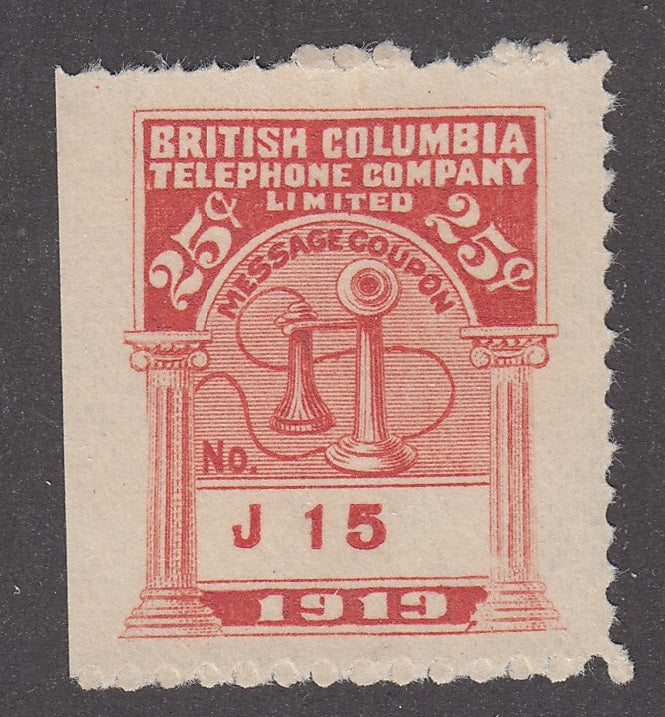 BRITISH COLUMBIA
TELEPHONE COMPANY
LIMITED
25¢ 25¢
MESSAGE COUPON
No.
J 15
1919